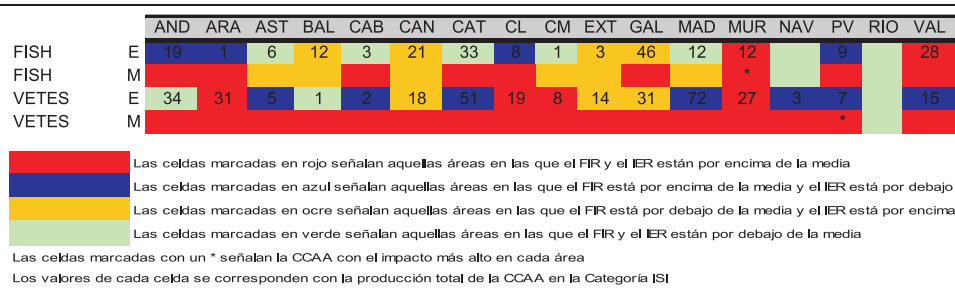 AND ARA AST BAL CAB CAN CAT CL CM EXT GAL MAD MUR NAV PV RIO VAL
FISH E 19 1 6 12 3 21 33 8 1 3 46 12 12 9 28
FISH M *
VETES E 34 31 5 1 2 18 51 19 8 14 31 72 27 3 7 15
VETES M *
Las celdas marcadas en rojo señalan aquellas áreas en las que el FIR y el IER están por encima de la media
Las celdas marcadas en azul señalan aquellas áreas en las que el FIR está por encima de la media y el IER está por debajo
Las celdas marcadas en ocre señalan aquellas áreas en las que el FIR está por debajo de la media y el IER está por encima
Las celdas marcadas en verde señalan aquellas áreas en las que el FIR y el IER están por debajo de la media
Las celdas marcadas con un * señalan la CCAA con el impacto más alto en cada área
Los valores de cada celda se corresponden con la producción total de la CCAA en la Categoría ISI